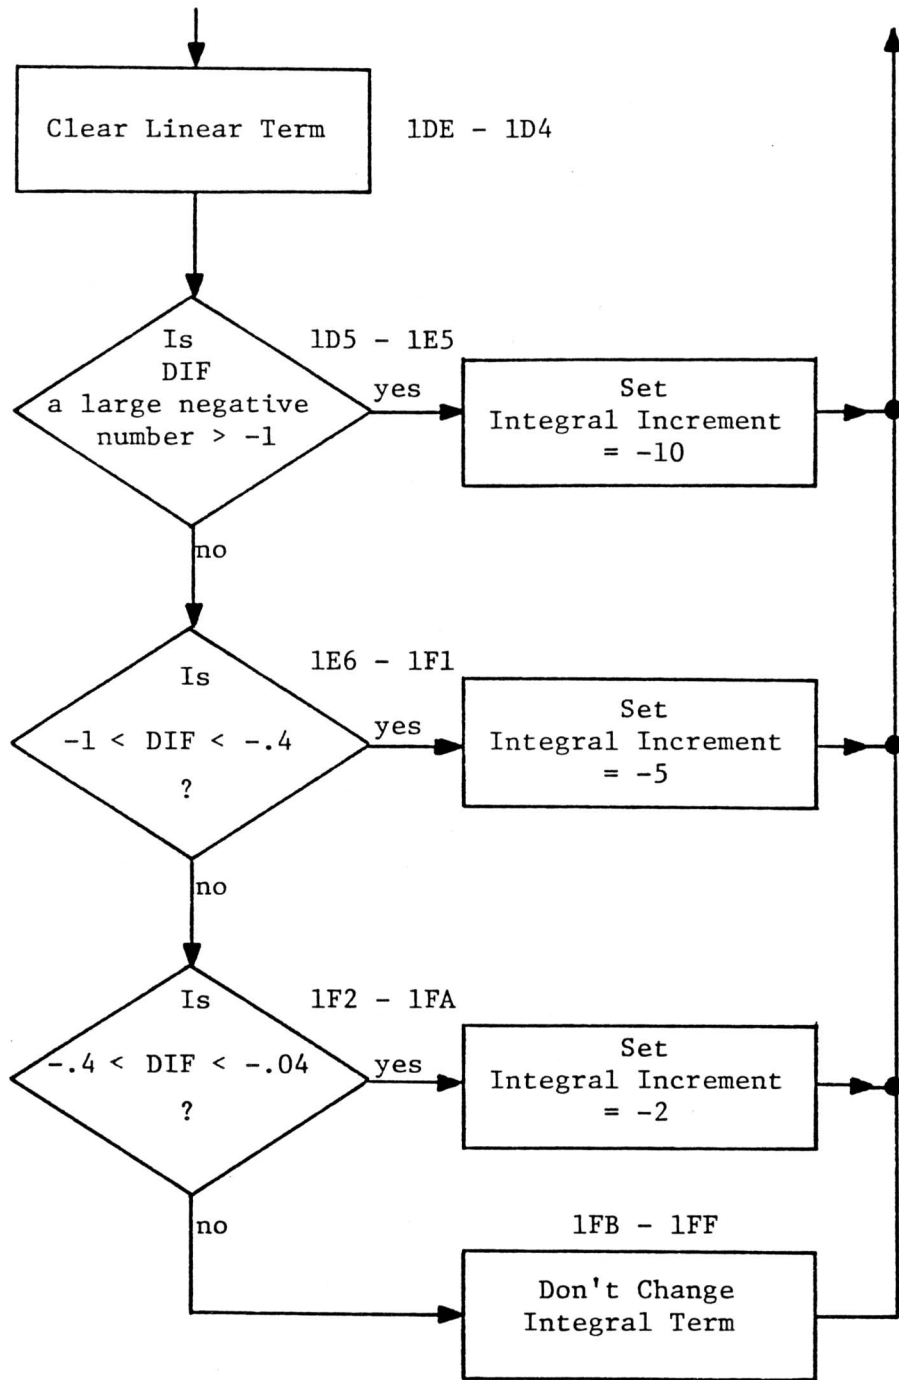 Clear Linear Term
1DE - 1D4
Is
DIF
a large negative
number > -1
1D5 - 1E5
yes
Set
Integral Increment
= -10
no
Is
-1 < DIF < -.4
?
1E6 - 1F1
yes
Set
Integral Increment
= -5
no
Is
-.4 < DIF < -.04
?
1F2 - 1FA
yes
Set
Integral Increment
= -2
no
1FB - 1FF
Don't Change
Integral Term